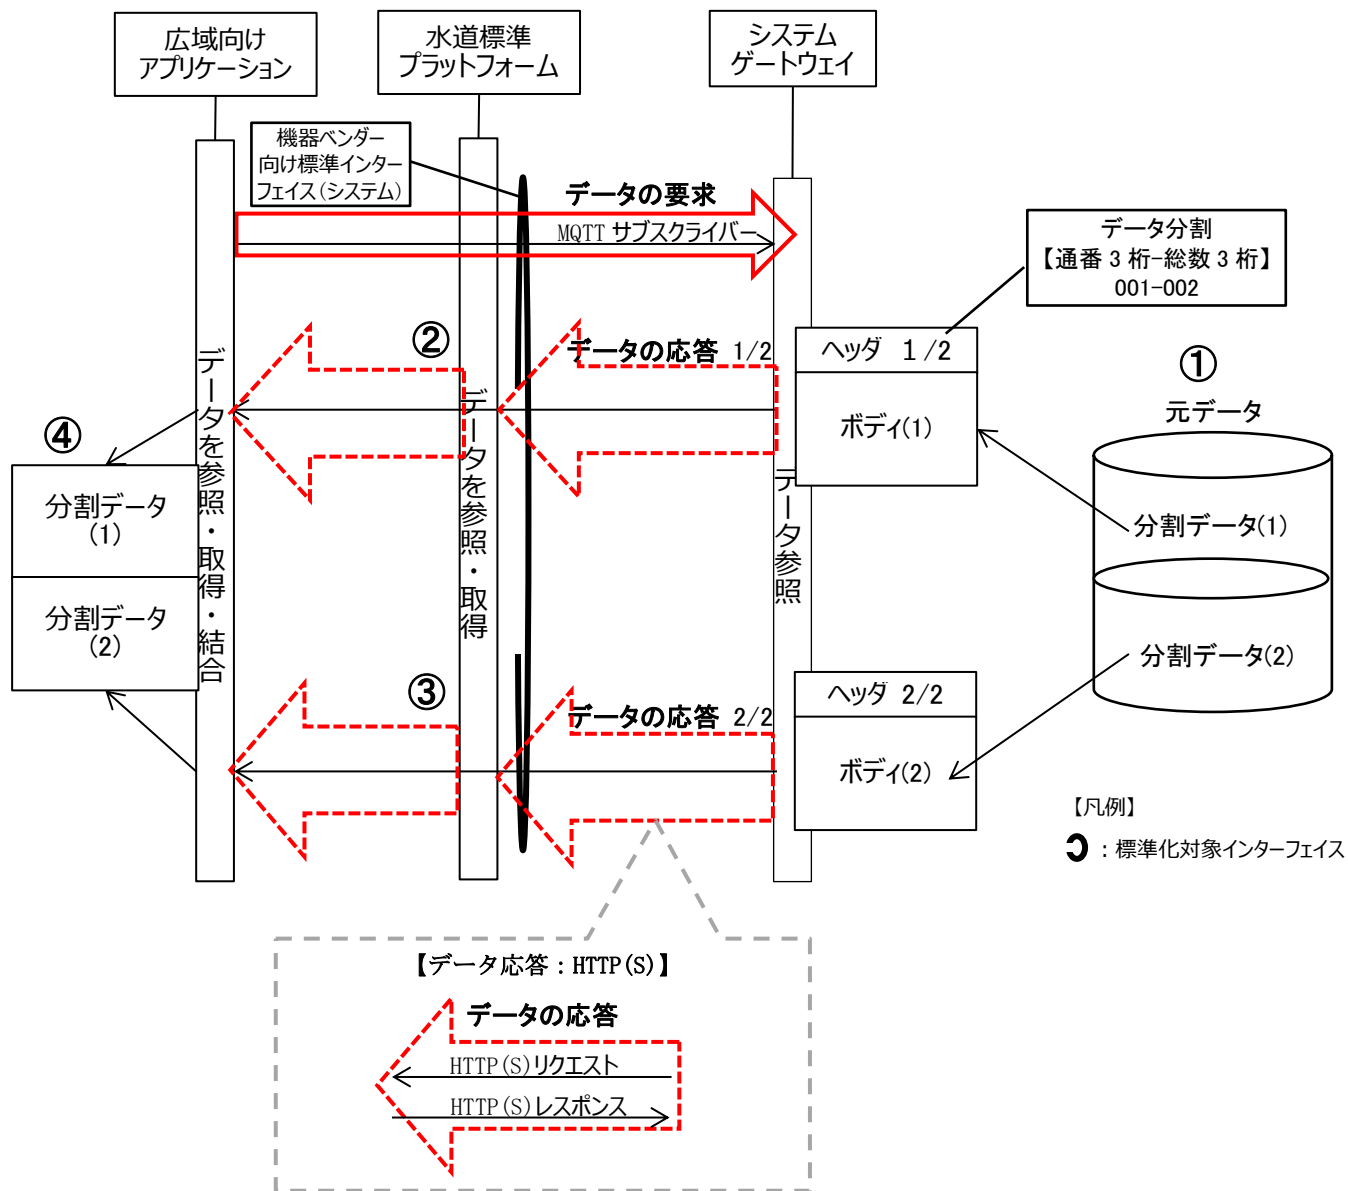 広域向け
アプリケーション
水道標準
プラットフォーム
システム
ゲートウェイ
機器ベンダー
向け標準インター
フェイス(システム)
データの要求
MQTT サブスクライバー
データ分割
【通番 3 桁-総数 3 桁】
001-002
②
データの応答 1/2
ヘッダ 1/2
ボディ(1)
①
元データ
分割データ(1)
分割データ(2)
④
分割データ
(1)
分割データ
(2)
データを参照・取得・結合
データを参照・取得
データ参照
③
データの応答 2/2
ヘッダ 2/2
ボディ(2)
【凡例】
：標準化対象インターフェイス
【データ応答：HTTP(S)】
データの応答
HTTP(S)リクエスト
HTTP(S)レスポンス